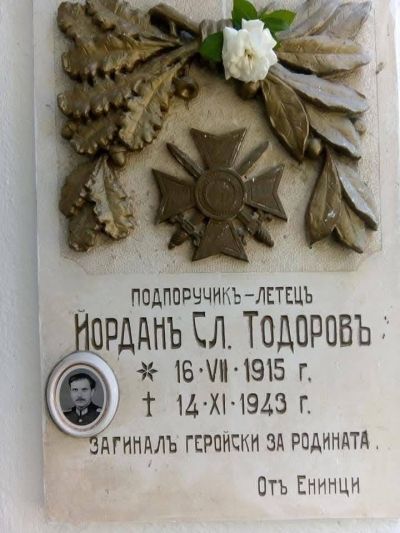 ПОДПОРУЧИКЪ-ЛЕТЕЦЪ
ЙОРДАНЪ СЛ. ТОДОРОВЪ
* 16·VII·1915 г.
† 14·XI·1943 г.
ЗАГИНАЛЪ ГЕРОЙСКИ ЗА РОДИНАТА.
ОТЪ ЕНИНЦИ